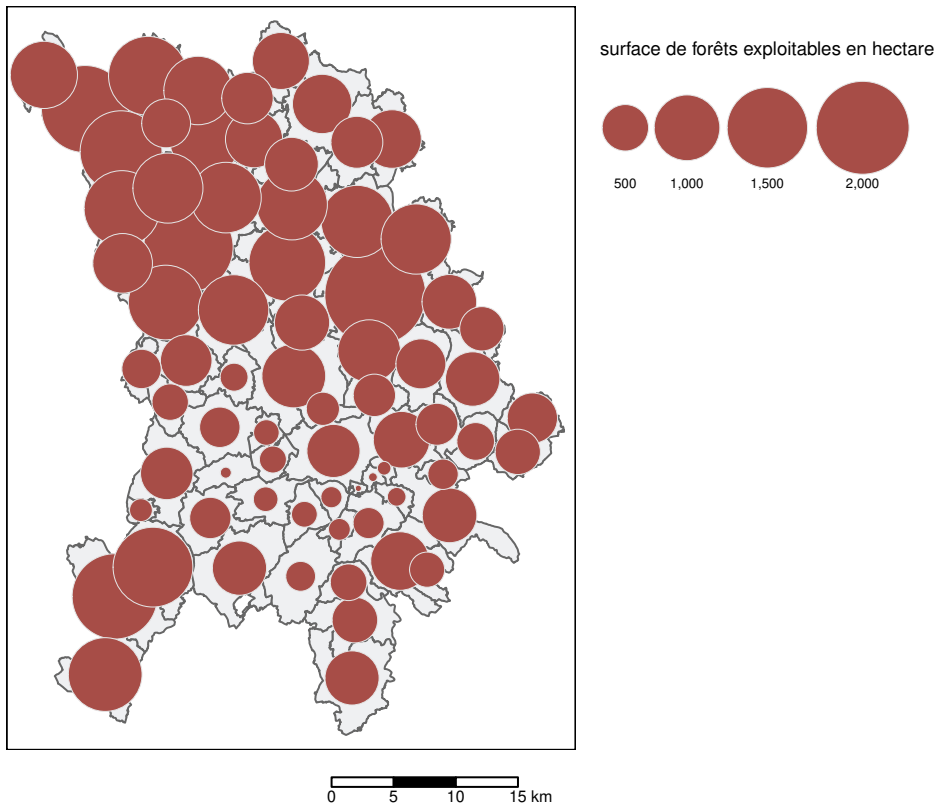 surface de forêts exploitables en hectare
500 1,000 1,500 2,000
0 5 10 15 km